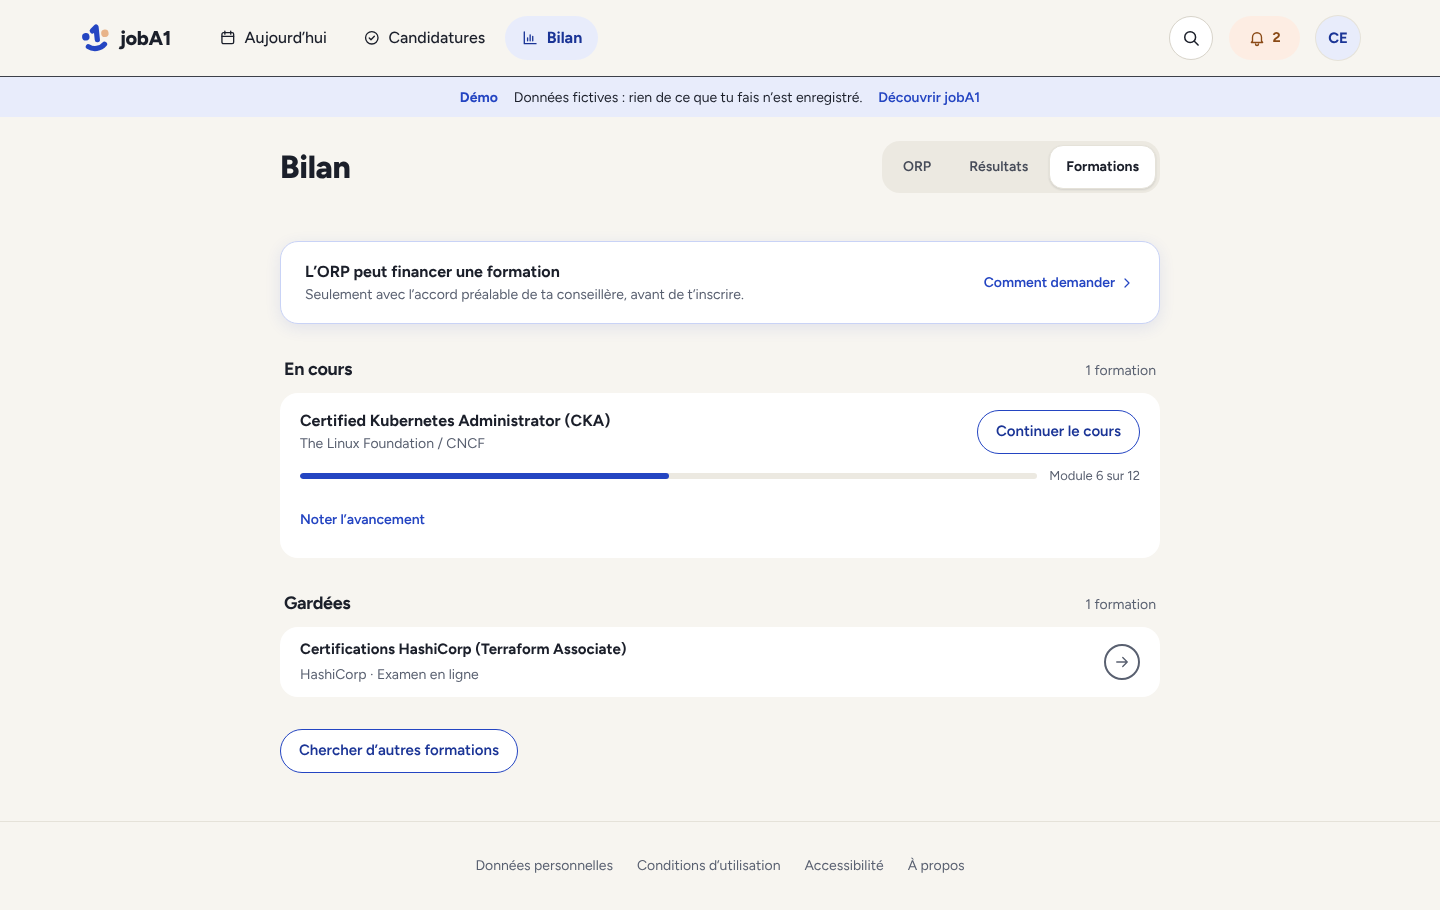 jobA1
Aujourd’hui
Candidatures
Bilan
2
CE
Démo Données fictives : rien de ce que tu fais n’est enregistré. Découvrir jobA1
Bilan
ORP
Résultats
Formations
L’ORP peut financer une formation
Seulement avec l’accord préalable de ta conseillère, avant de t’inscrire.
Comment demander
En cours
1 formation
Certified Kubernetes Administrator (CKA)
The Linux Foundation / CNCF
Continuer le cours
Module 6 sur 12
Noter l’avancement
Gardées
1 formation
Certifications HashiCorp (Terraform Associate)
HashiCorp · Examen en ligne
Chercher d’autres formations
Données personnelles
Conditions d’utilisation
Accessibilité
À propos